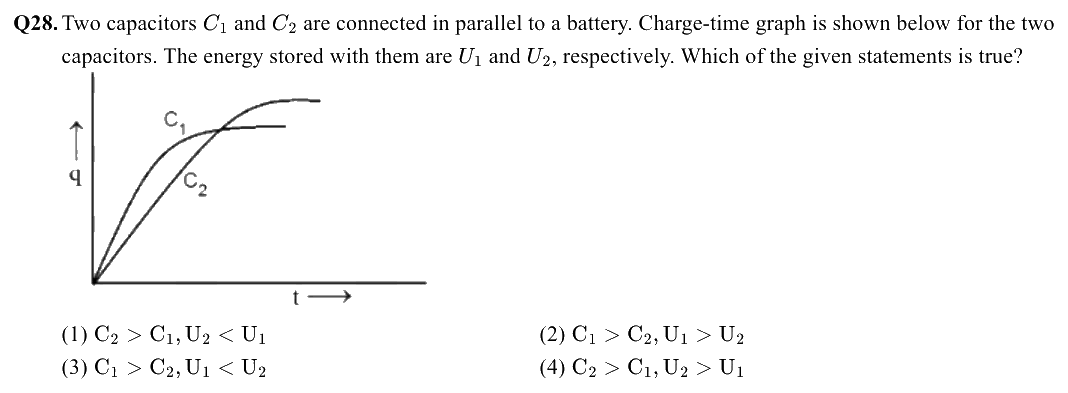 Q28. Two capacitors C₁ and C₂ are connected in parallel to a battery. Charge-time graph is shown below for the two
capacitors. The energy stored with them are U₁ and U₂, respectively. Which of the given statements is true?
C₁
q
C₂
t
(1) C₂ > C₁, U₂ < U₁
(2) C₁ > C₂, U₁ > U₂
(3) C₁ > C₂, U₁ < U₂
(4) C₂ > C₁, U₂ > U₁